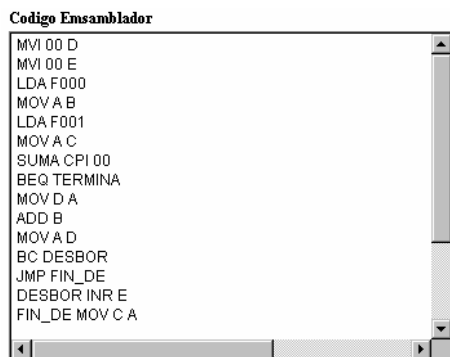 Codigo Emsamblador
MVI 00 D
MVI 00 E
LDA F000
MOV A B
LDA F001
MOV A C
SUMA CPI 00
BEQ TERMINA
MOV D A
ADD B
MOV A D
BC DESBOR
JMP FIN_DE
DESBOR INR E
FIN_DE MOV C A